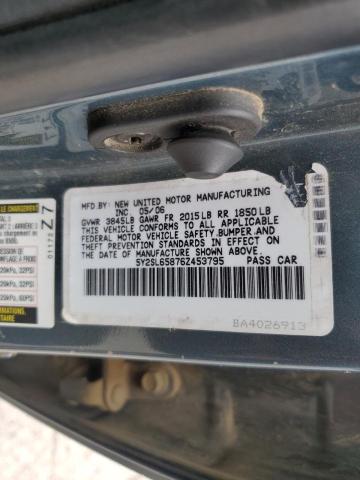 MFD.BY: NEW UNITED MOTOR MANUFACTURING
INC 05/06
GVWR 3845LB GAWR FR 2015LB RR 1850LB
THIS VEHICLE CONFORMS TO ALL APPLICABLE
FEDERAL MOTOR VEHICLE SAFETY.BUMPER.AND
THEFT PREVENTION STANDARDS IN EFFECT ON
THE DATE OF MANUFACTURE SHOWN ABOVE.
5Y2SL65876Z453795 PASS CAR
BA4026913
01172 Z7